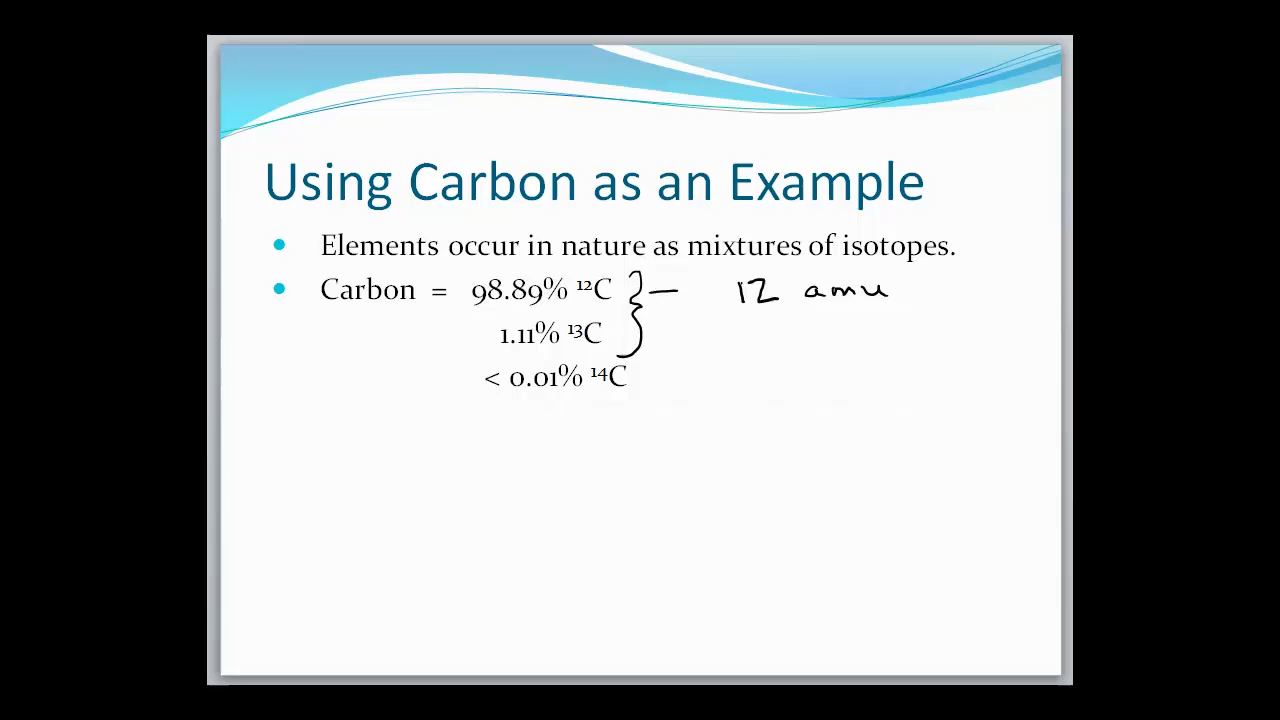 Using Carbon as an Example
• Elements occur in nature as mixtures of isotopes.
• Carbon = 98.89% ¹²C } — 12 amu
1.11% ¹³C
< 0.01% ¹⁴C